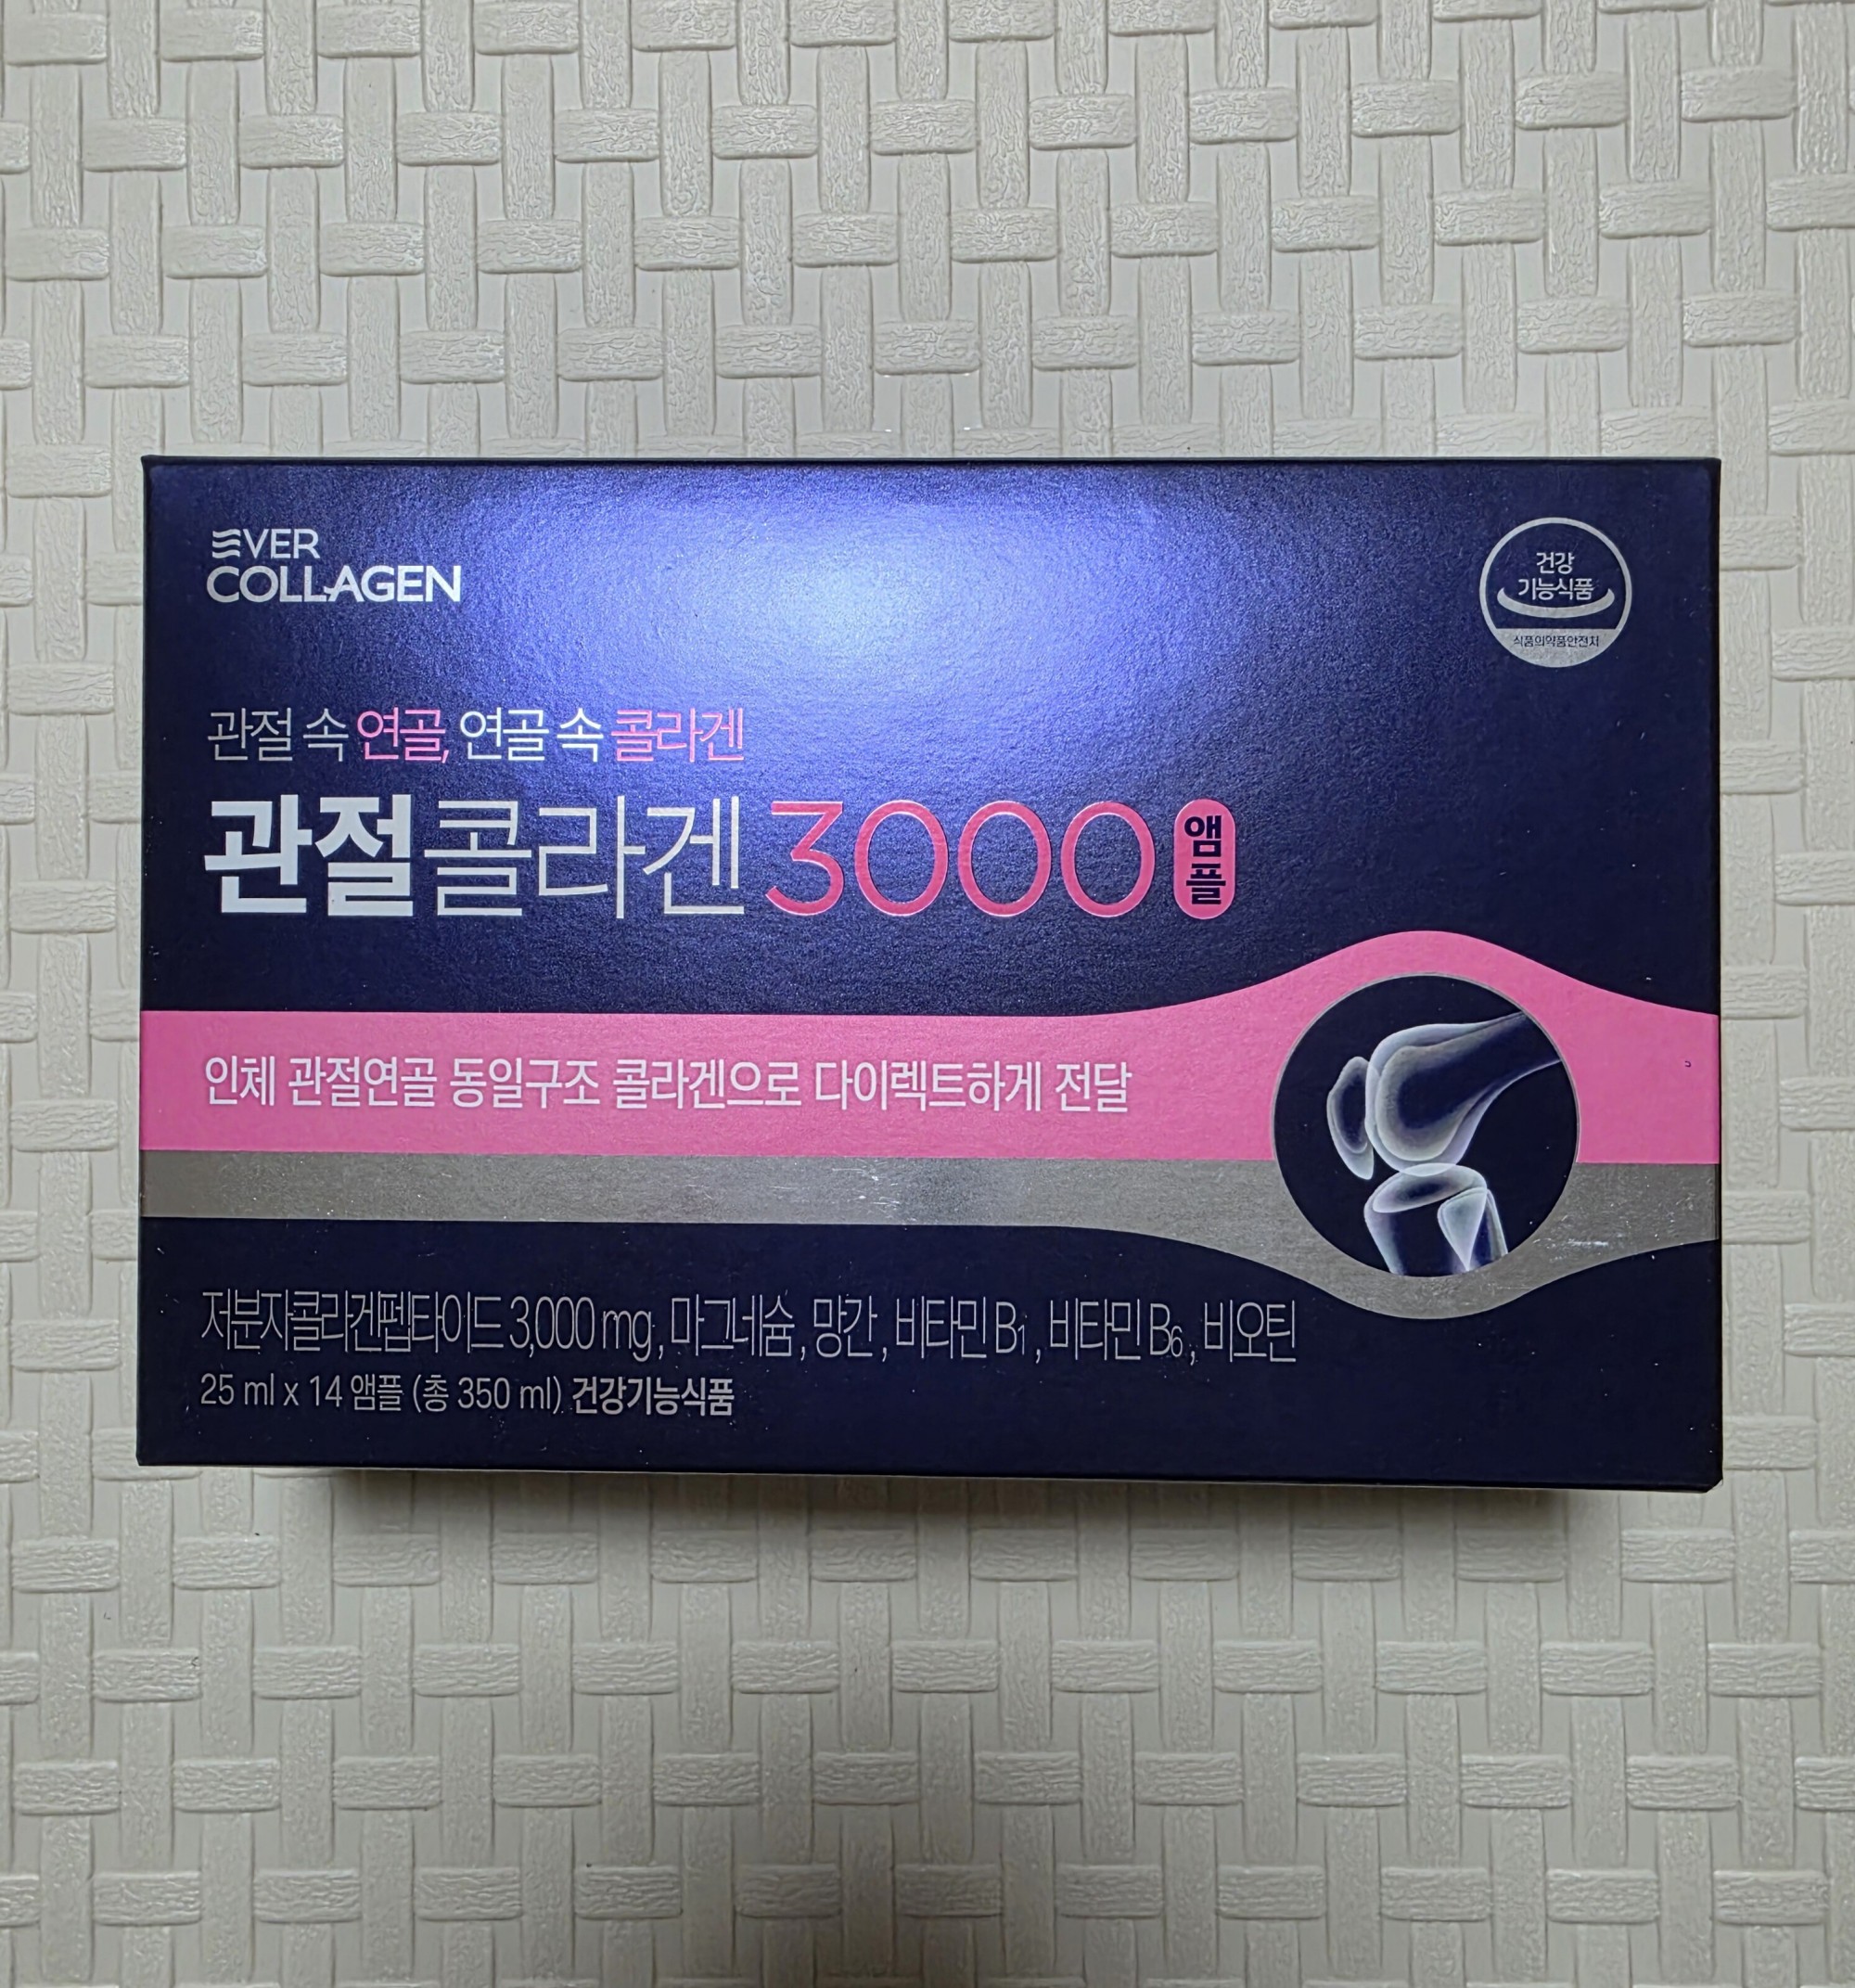 EVER
COLLAGEN
건강
기능식품
식품의약품안전처
관절 속 연골, 연골 속 콜라겐
관절콜라겐 3000 앰플
인체 관절연골 동일구조 콜라겐으로 다이렉트하게 전달
저분자콜라겐펩타이드 3,000 mg, 마그네슘, 망간, 비타민 B₁, 비타민 B₆, 비오틴
25 ml x 14 앰플 (총 350 ml) 건강기능식품